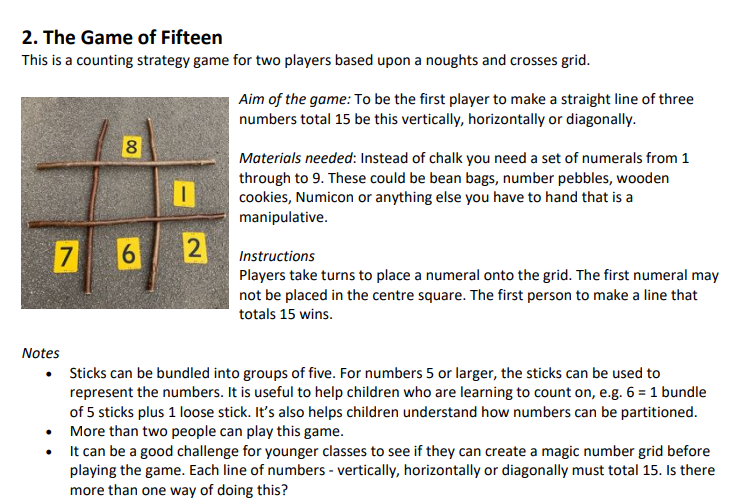 2. The Game of Fifteen
This is a counting strategy game for two players based upon a noughts and crosses grid.
Aim of the game: To be the first player to make a straight line of three
numbers total 15 be this vertically, horizontally or diagonally.
8
1
7 6 2
Materials needed: Instead of chalk you need a set of numerals from 1
through to 9. These could be bean bags, number pebbles, wooden
cookies, Numicon or anything else you have to hand that is a
manipulative.
Instructions
Players take turns to place a numeral onto the grid. The first numeral may
not be placed in the centre square. The first person to make a line that
totals 15 wins.
Notes
• Sticks can be bundled into groups of five. For numbers 5 or larger, the sticks can be used to
represent the numbers. It is useful to help children who are learning to count on, e.g. 6 = 1 bundle
of 5 sticks plus 1 loose stick. It’s also helps children understand how numbers can be partitioned.
• More than two people can play this game.
• It can be a good challenge for younger classes to see if they can create a magic number grid before
playing the game. Each line of numbers - vertically, horizontally or diagonally must total 15. Is there
more than one way of doing this?